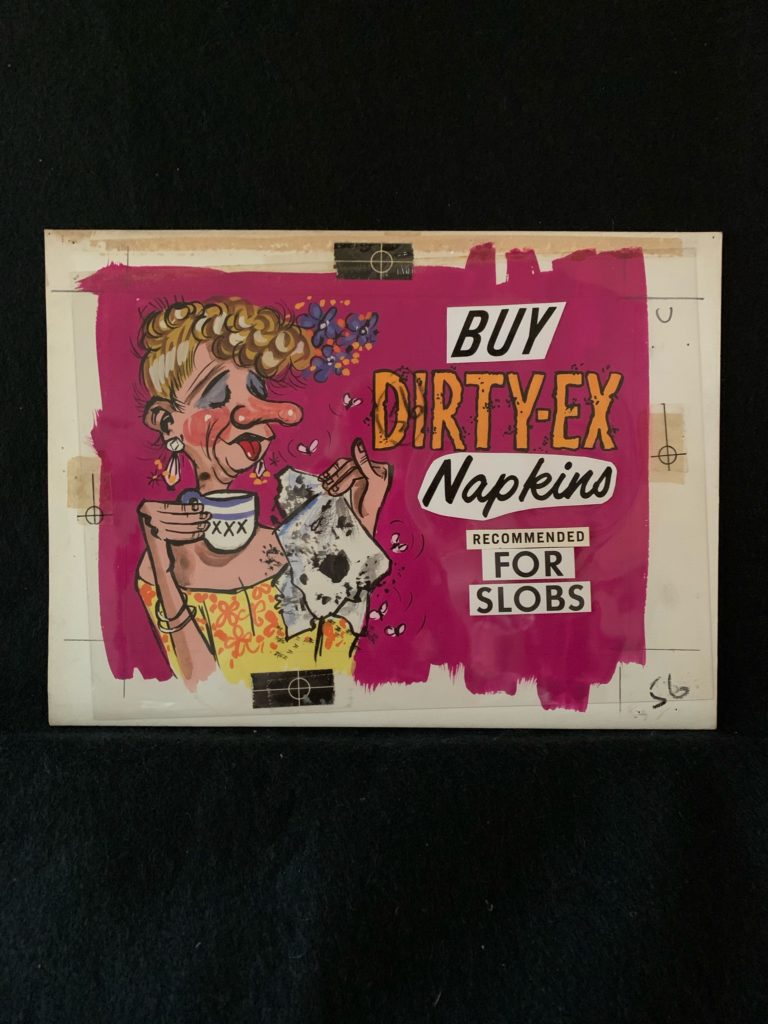 BUY
DIRTY-EX
Napkins
RECOMMENDED
FOR
SLOBS
XXX
U
56